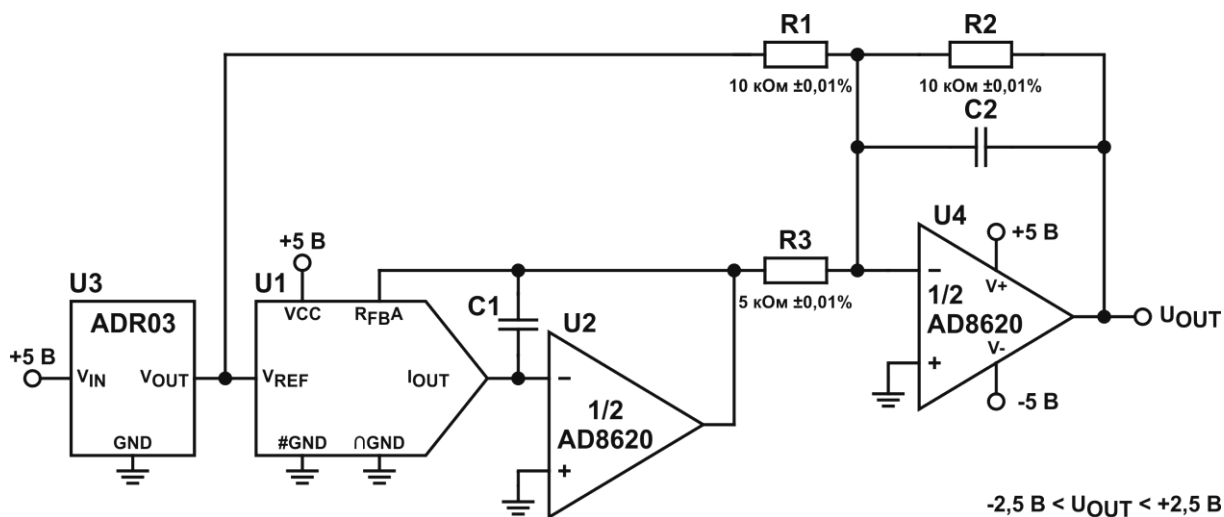 R1
10 кОм ±0,01%
R2
10 кОм ±0,01%
C2
U3
ADR03
+5 В
VIN
VOUT
GND
+5 В
U1
VCC
RFBA
VREF
IOUT
#GND
∩GND
C1
U2
−
1/2
AD8620
+
R3
5 кОм ±0,01%
U4
+5 В
V+
−
1/2
AD8620
+
V-
-5 В
UOUT
-2,5 В < UOUT < +2,5 В